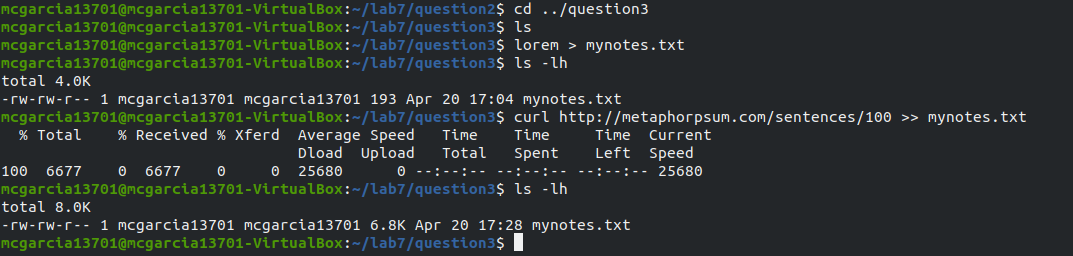 mcgarcia13701@mcgarcia13701-VirtualBox:~/lab7/question2$ cd ../question3
mcgarcia13701@mcgarcia13701-VirtualBox:~/lab7/question3$ ls
mcgarcia13701@mcgarcia13701-VirtualBox:~/lab7/question3$ lorem > mynotes.txt
mcgarcia13701@mcgarcia13701-VirtualBox:~/lab7/question3$ ls -lh
total 4.0K
-rw-rw-r-- 1 mcgarcia13701 mcgarcia13701 193 Apr 20 17:04 mynotes.txt
mcgarcia13701@mcgarcia13701-VirtualBox:~/lab7/question3$ curl http://metaphorpsum.com/sentences/100 >> mynotes.txt
  % Total    % Received % Xferd  Average Speed   Time    Time     Time  Current
                                 Dload  Upload   Total   Spent    Left  Speed
100  6677    0  6677    0     0  25680      0 --:--:-- --:--:-- --:--:-- 25680
mcgarcia13701@mcgarcia13701-VirtualBox:~/lab7/question3$ ls -lh
total 8.0K
-rw-rw-r-- 1 mcgarcia13701 mcgarcia13701 6.8K Apr 20 17:28 mynotes.txt
mcgarcia13701@mcgarcia13701-VirtualBox:~/lab7/question3$